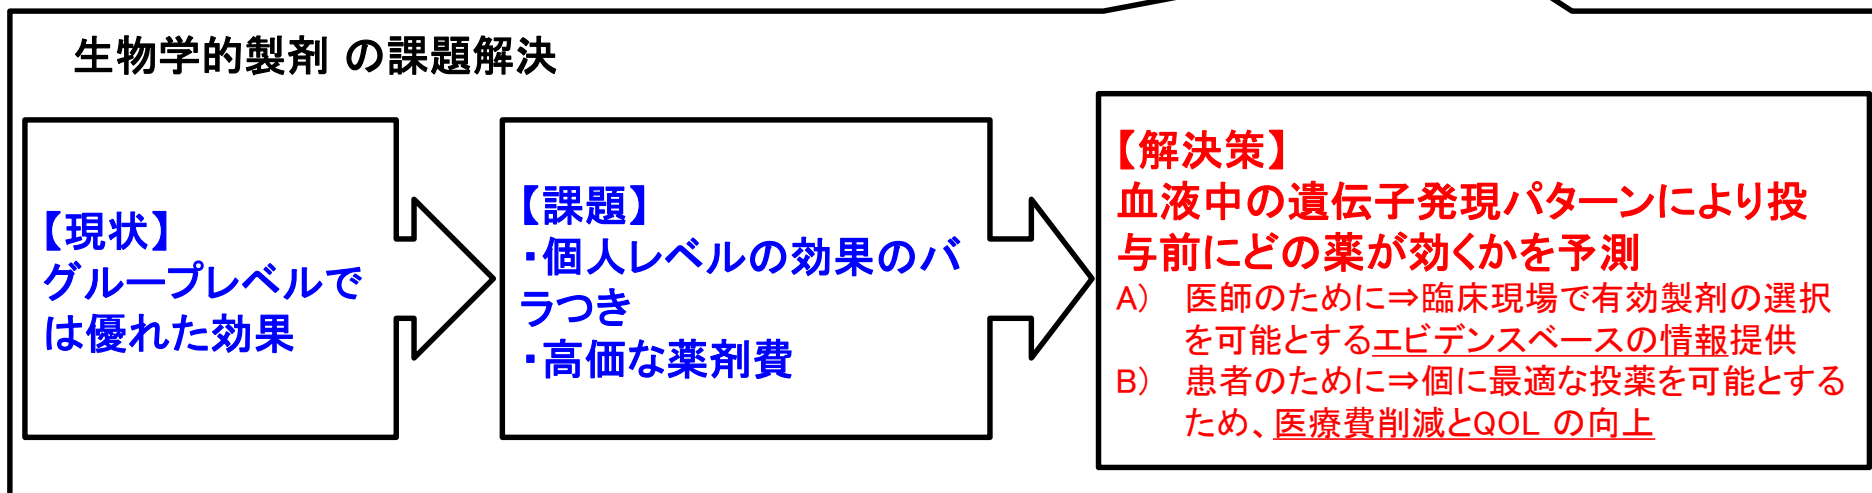 生物学的製剤 の課題解決
【現状】
グループレベルで
は優れた効果
【課題】
・個人レベルの効果のバ
ラつき
・高価な薬剤費
【解決策】
血液中の遺伝子発現パターンにより投
与前にどの薬が効くかを予測
A) 医師のために⇒臨床現場で有効製剤の選択
を可能とするエビデンスベースの情報提供
B) 患者のために⇒個に最適な投薬を可能とする
ため、医療費削減とQOL の向上